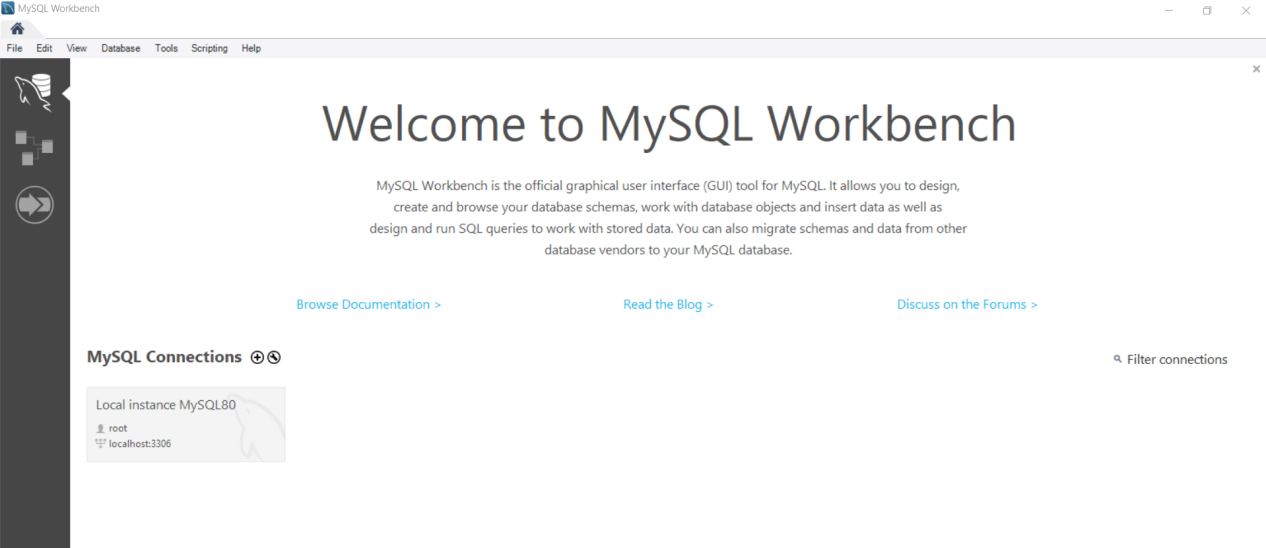 MySQL Workbench
File Edit View Database Tools Scripting Help
Welcome to MySQL Workbench
MySQL Workbench is the official graphical user interface (GUI) tool for MySQL. It allows you to design,
create and browse your database schemas, work with database objects and insert data as well as
design and run SQL queries to work with stored data. You can also migrate schemas and data from other
database vendors to your MySQL database.
Browse Documentation > Read the Blog > Discuss on the Forums >
MySQL Connections Filter connections
Local instance MySQL80
root
localhost:3306